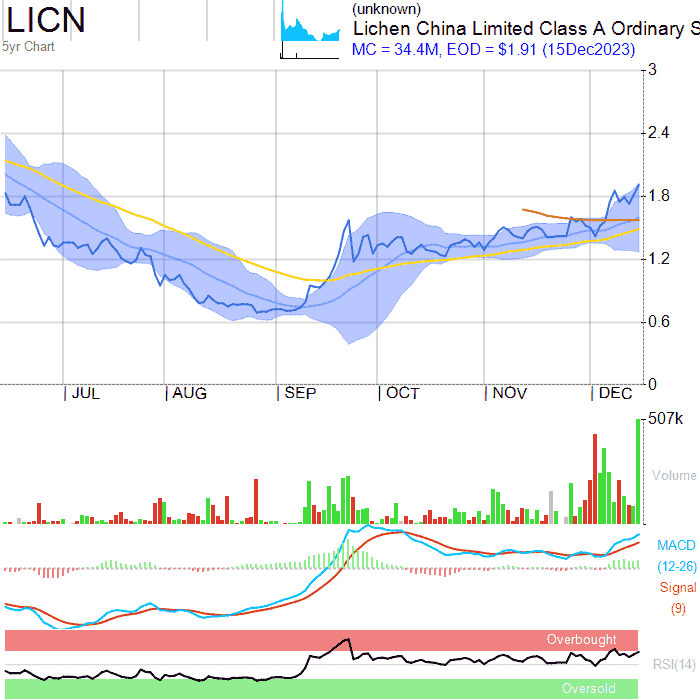 LICN
5yr Chart
(unknown)
Lichen China Limited Class A Ordinary S
MC = 34.4M, EOD = $1.91 (15Dec2023)
3
2.4
1.8
1.2
0.6
0
JUL AUG SEP OCT NOV DEC
507k
Volume
MACD
(12-26)
Signal
(9)
Overbought
RSI(14)
Oversold